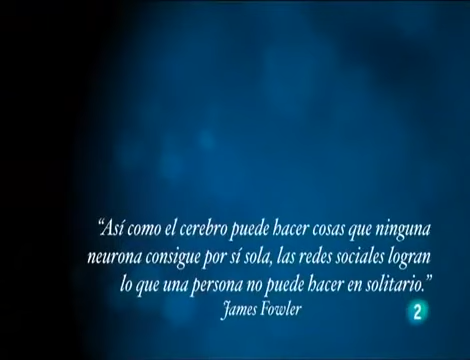 “Así como el cerebro puede hacer cosas que ninguna
neurona consigue por sí sola, las redes sociales logran
lo que una persona no puede hacer en solitario.”
James Fowler
2